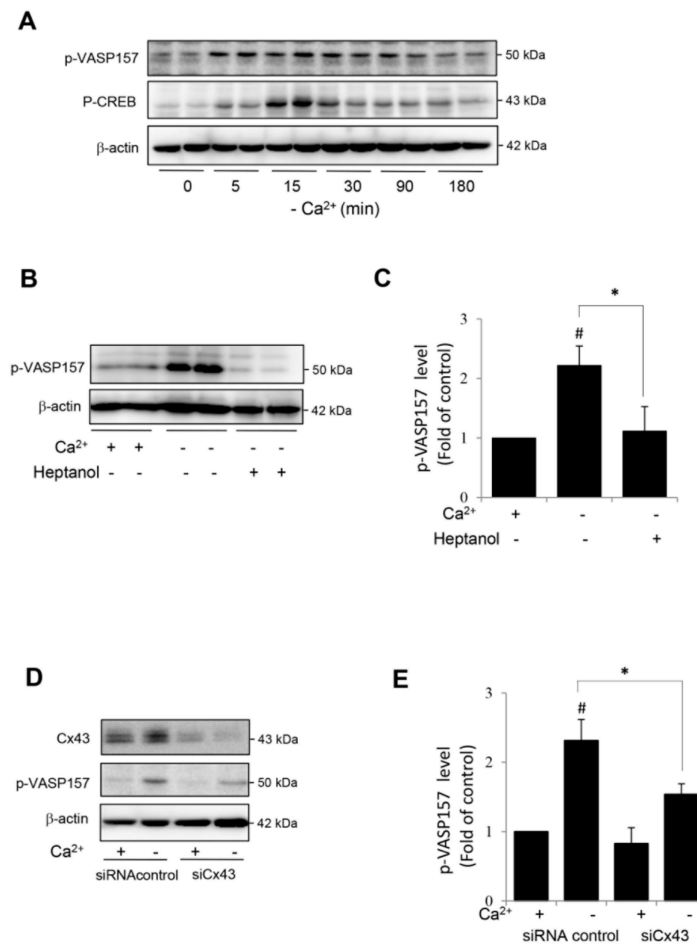 A
p-VASP157
50 kDa
P-CREB
43 kDa
β-actin
42 kDa
0 5 15 30 90 180
- Ca²⁺ (min)
B
p-VASP157
50 kDa
β-actin
42 kDa
Ca²⁺ + + - - - -
Heptanol - - - - + +
C
*
#
3
2
1
0
p-VASP157 level
(Fold of control)
Ca²⁺ + - -
Heptanol - - +
D
Cx43
43 kDa
p-VASP157
50 kDa
β-actin
42 kDa
Ca²⁺ + - + -
siRNAcontrol siCx43
E
*
#
3
2
1
0
p-VASP157 level
(Fold of control)
Ca²⁺ + - + -
siRNA control siCx43